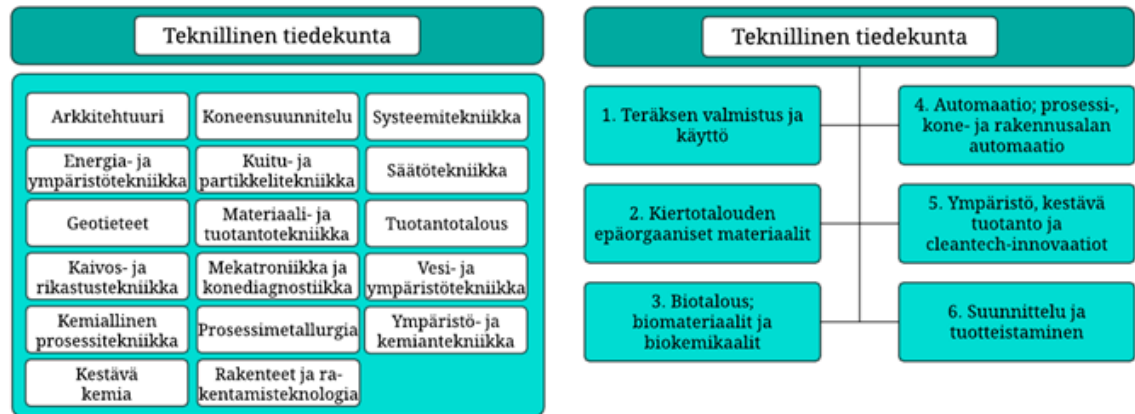 Teknillinen tiedekunta
Arkkitehtuuri
Koneensuunnitelu
Systeemitekniikka
Energia- ja
ympäristötekniikka
Kuitu- ja
partikkelitekniikka
Säätötekniikka
Geotieteet
Materiaali- ja
tuotantotekniikka
Tuotantotalous
Kaivos- ja
rikastustekniikka
Mekatroniikka ja
konediagnostiikka
Vesi- ja
ympäristötekniikka
Kemiallinen
prosessitekniikka
Prosessimetallurgia
Ympäristö- ja
kemiantekniikka
Kestävä
kemia
Rakenteet ja ra-
kentamisteknologia
Teknillinen tiedekunta
1. Teräksen valmistus ja
käyttö
2. Kiertotalouden
epäorgaaniset materiaalit
3. Biotalous;
biomateriaalit ja
biokemikaalit
4. Automaatio; prosessi-,
kone- ja rakennusalan
automaatio
5. Ympäristö, kestävä
tuotanto ja
cleantech-innovaatiot
6. Suunnittelu ja
tuotteistaminen